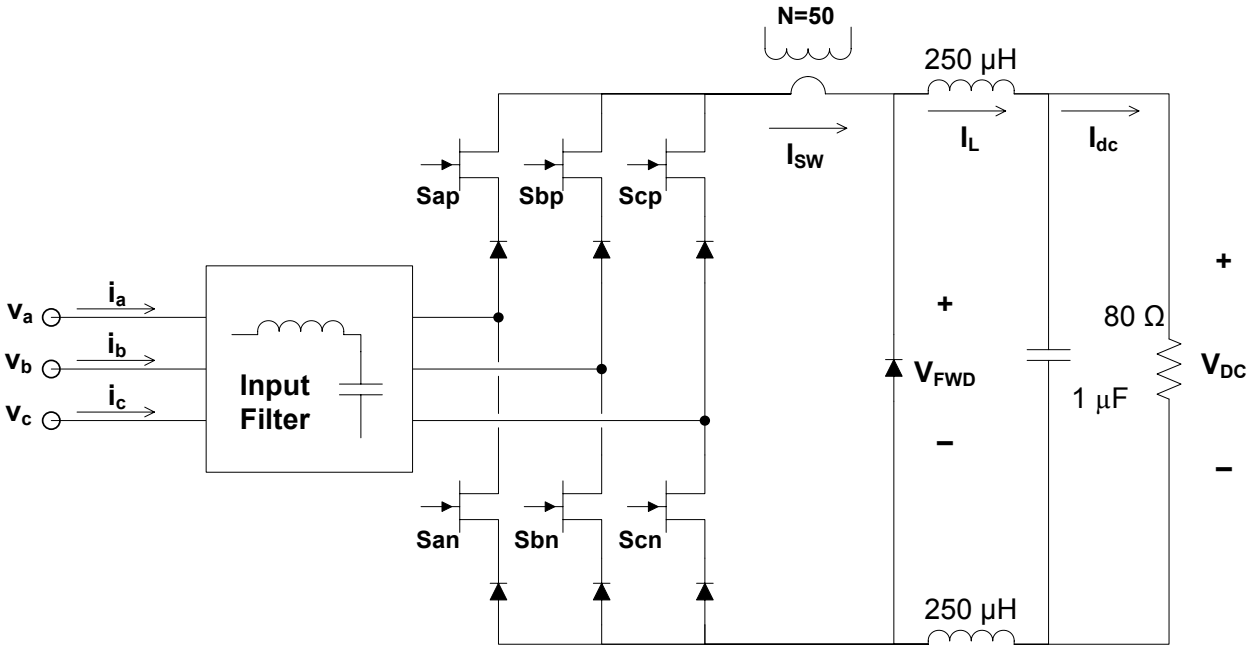 N=50
250 μH
I_SW
I_L
I_dc
Sap
Sbp
Scp
v_a
i_a
v_b
i_b
v_c
i_c
Input
Filter
+
V_FWD
–
1 μF
80 Ω
+
V_DC
–
San
Sbn
Scn
250 μH